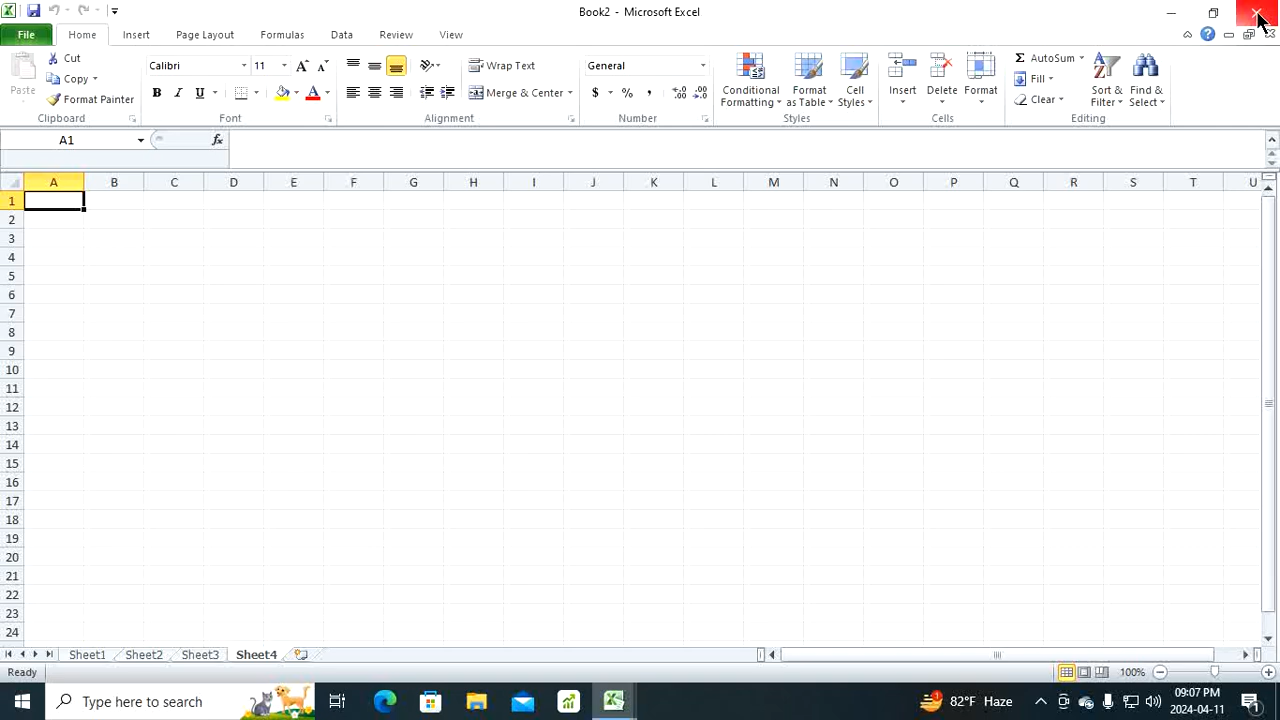 Book2 - Microsoft Excel
File Home Insert Page Layout Formulas Data Review View
Paste
Cut
Copy
Format Painter
Clipboard
Calibri 11
B I U
Font
Wrap Text
Merge & Center
Alignment
General
$ % ,
Number
Conditional Formatting
Format as Table
Cell Styles
Styles
Insert
Delete
Format
Cells
Σ AutoSum
Fill
Clear
Sort & Filter
Find & Select
Editing
A1 fx
A B C D E F G H I J K L M N O P Q R S T U
1
2
3
4
5
6
7
8
9
10
11
12
13
14
15
16
17
18
19
20
21
22
23
24
Sheet1 Sheet2 Sheet3 Sheet4
Ready 100%
Type here to search
82°F Haze
09:07 PM
2024-04-11
1